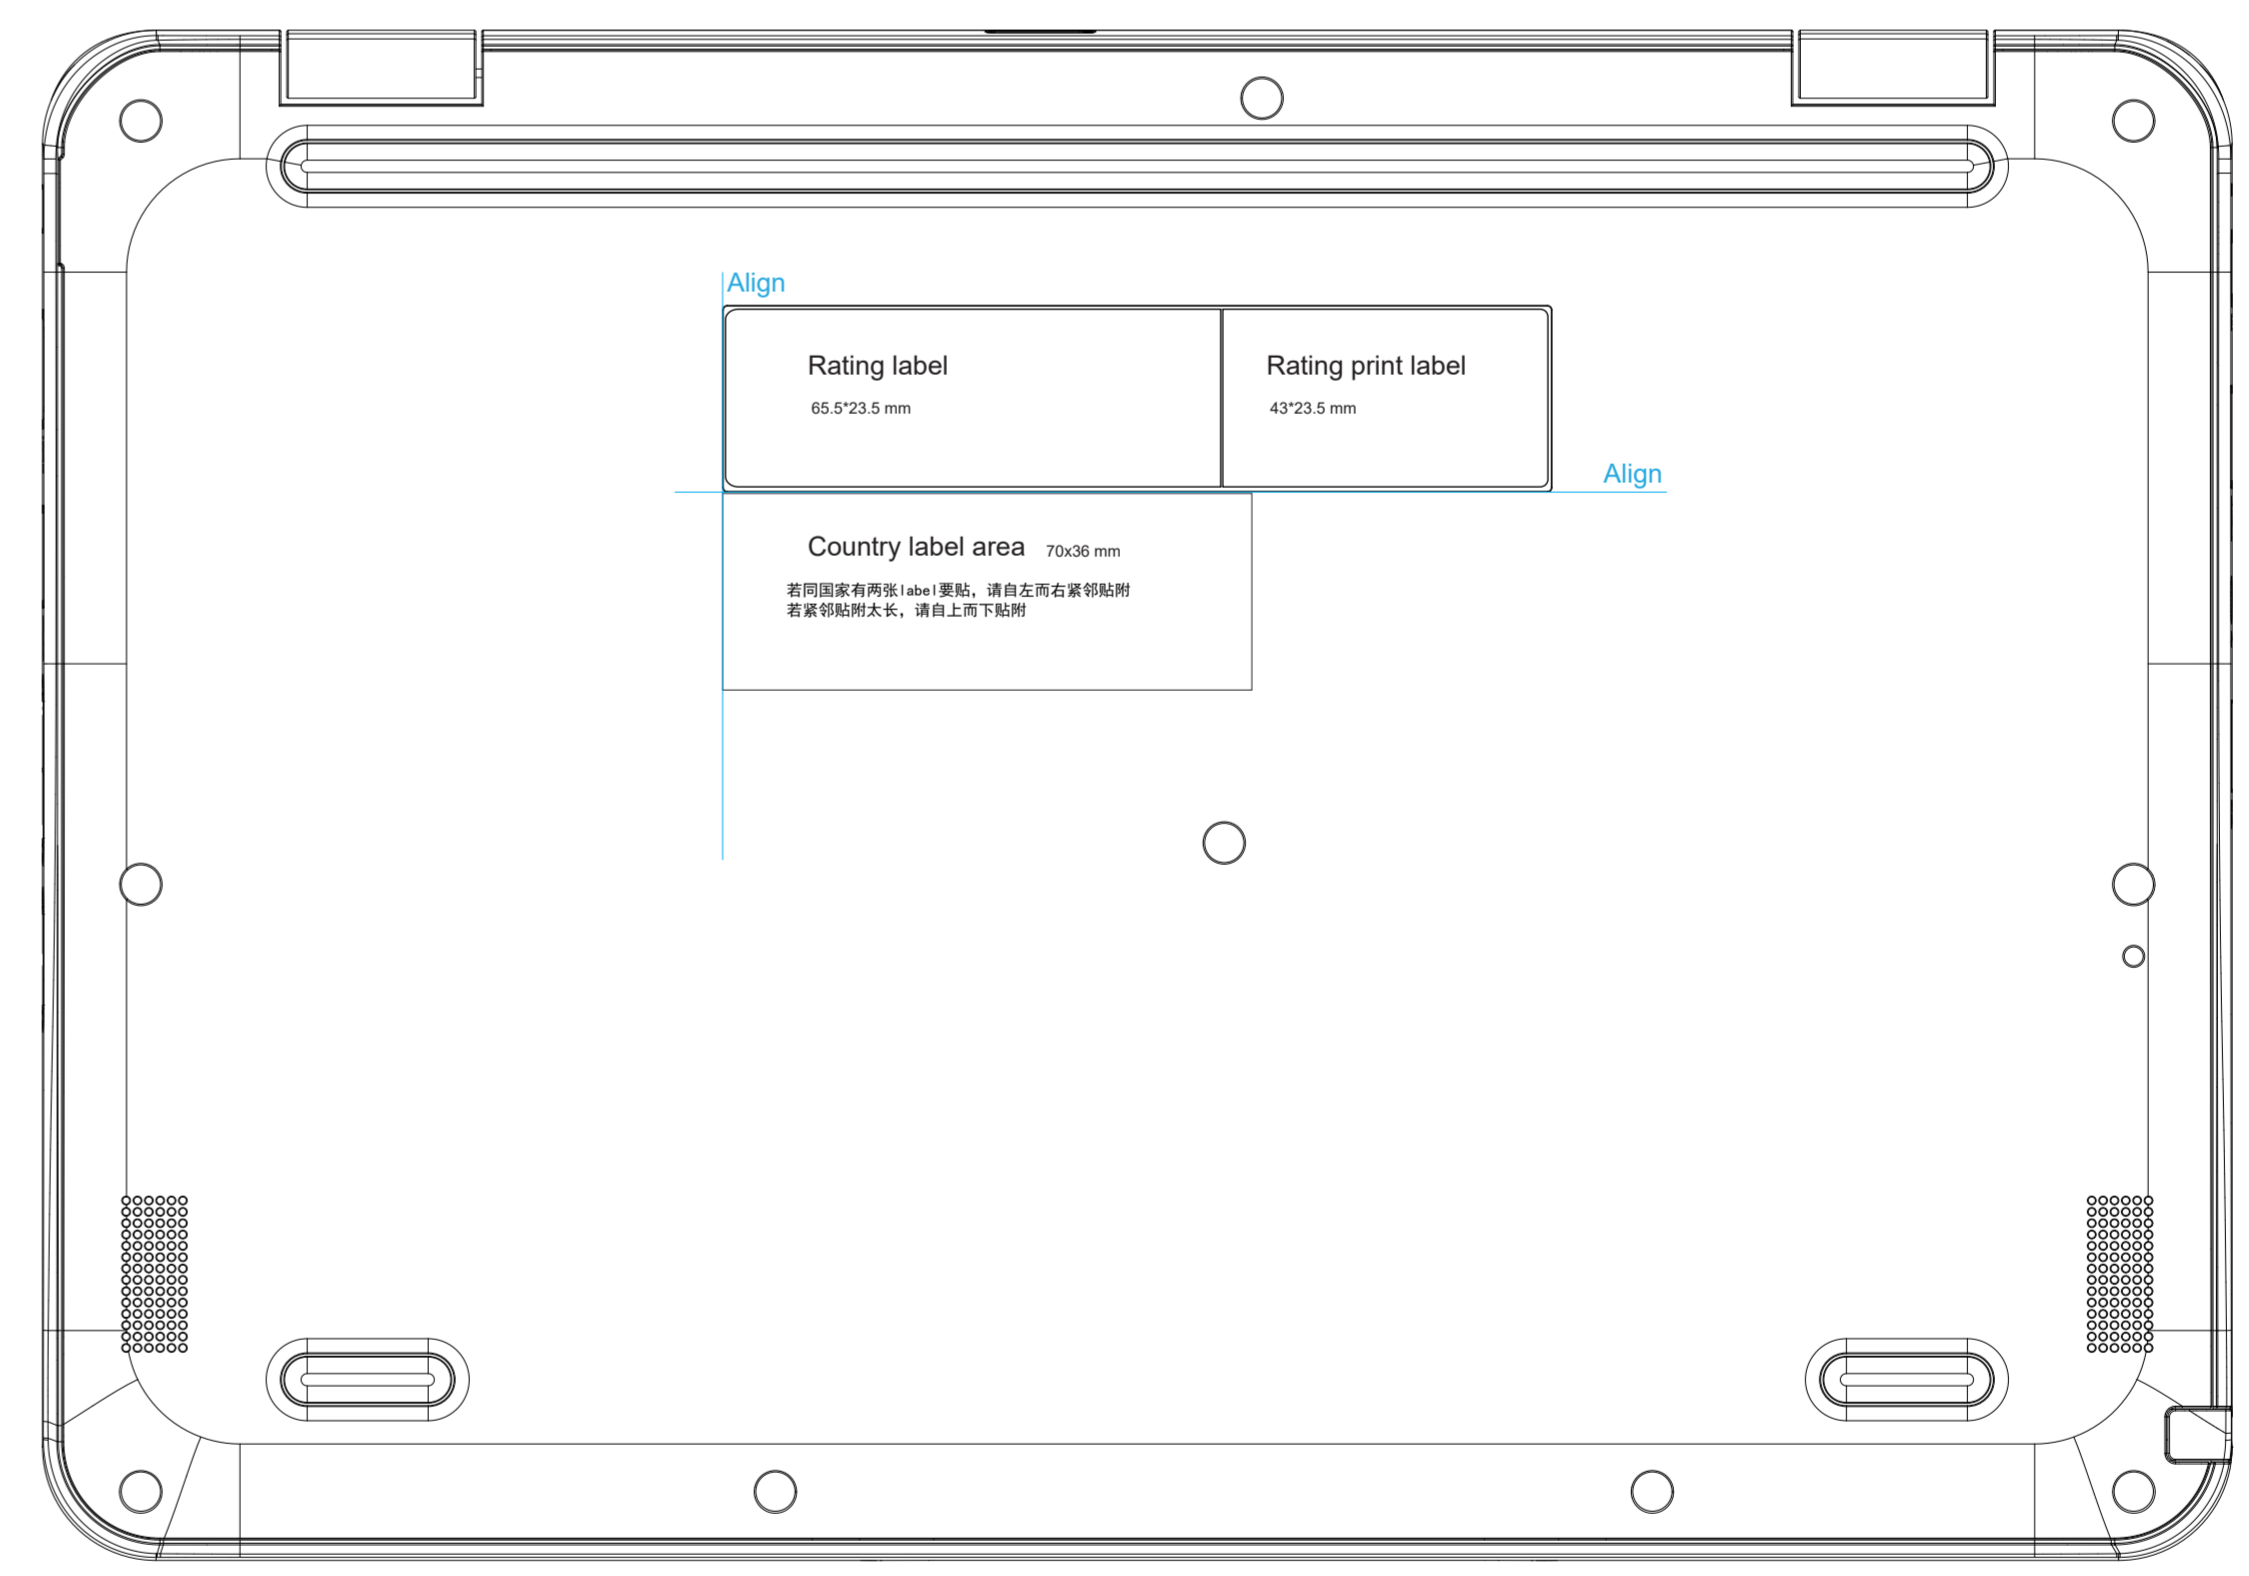 Align
Rating label
Rating print label
65.5*23.5 mm
43*23.5 mm
Align
Country label area 70x36 mm
若同国家有两张label要贴，请自左而右紧邻贴附
若紧邻贴附太长，请自上而下贴附